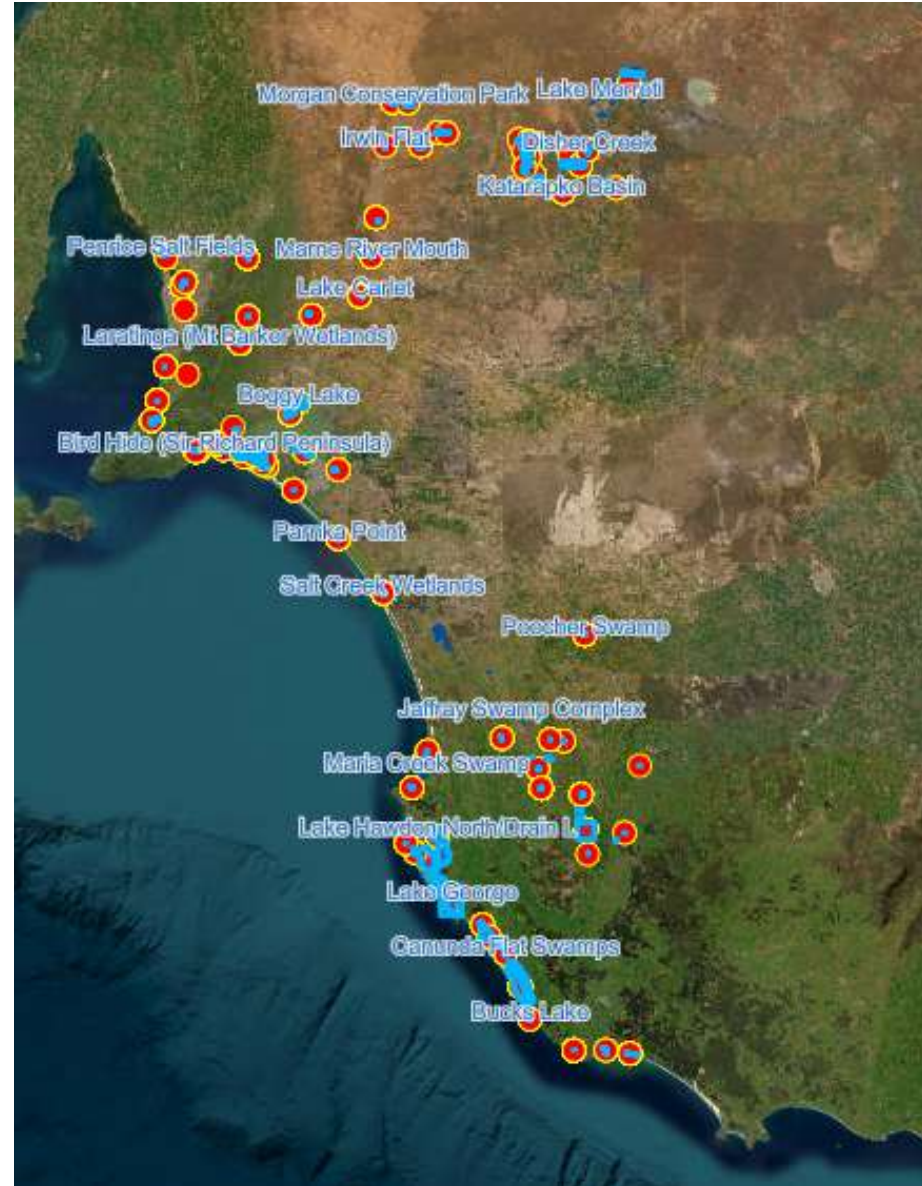 Morgan Conservation Park
Lake Merreti
Irwin Flat
Disher Creek
Katarapko Basin
Penrice Salt Fields
Marne River Mouth
Lake Carlet
Laratinga (Mt Barker Wetlands)
Boggy Lake
Bird Hide (Sir Richard Peninsula)
Parnka Point
Salt Creek Wetlands
Poocher Swamp
Jaffray Swamp Complex
Maria Creek Swamp
Lake Hawdon North/Drain L
Lake George
Canunda Flat Swamps
Bucks Lake